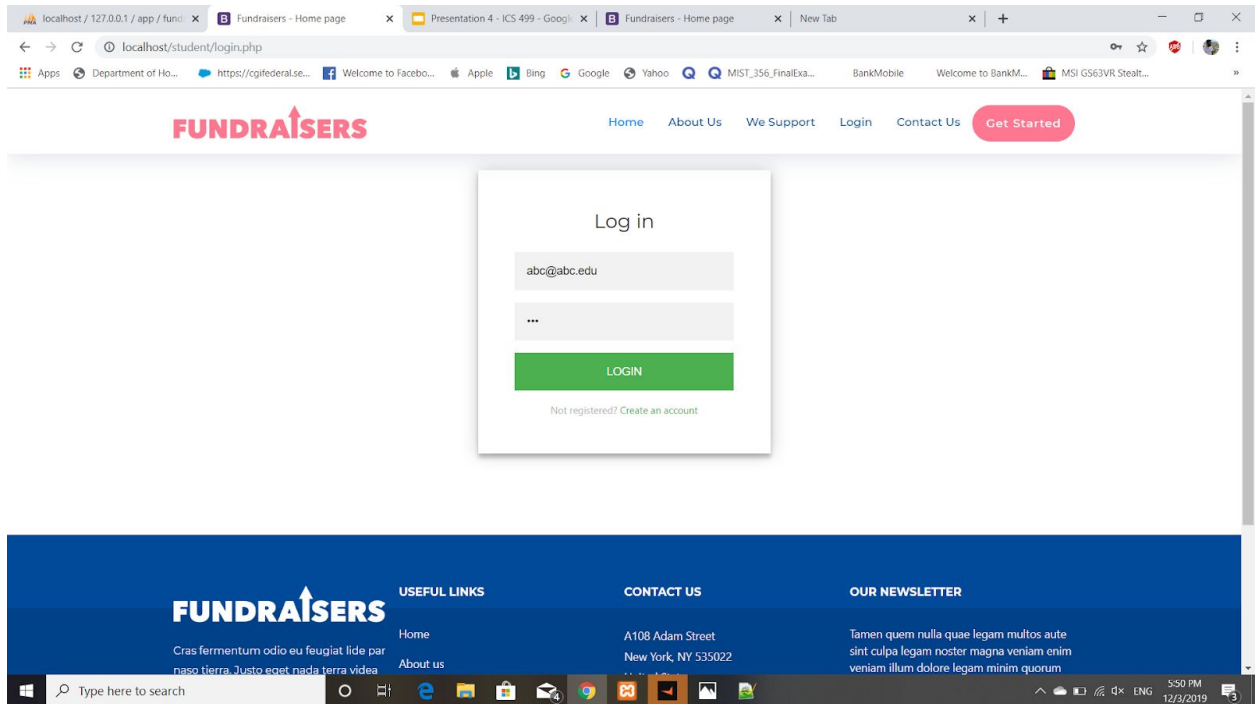 localhost / 127.0.0.1 / app / fund
Fundraisers - Home page
Presentation 4 - ICS 499 - Googl
Fundraisers - Home page
New Tab
localhost/student/login.php
Apps
Department of Ho...
https://cgifederal.se...
Welcome to Facebo...
Apple
Bing
Google
Yahoo
MIST_356_FinalExa...
BankMobile
Welcome to BankM...
MSI GS63VR Stealt...
FUNDRAISERS
Home
About Us
We Support
Login
Contact Us
Get Started
Log in
abc@abc.edu
•••
LOGIN
Not registered? Create an account
FUNDRAISERS
Cras fermentum odio eu feugiat lide par
naso tierra. Justo eget nada terra videa
USEFUL LINKS
Home
About us
CONTACT US
A108 Adam Street
New York, NY 535022
OUR NEWSLETTER
Tamen quem nulla quae legam multos aute
sint culpa legam noster magna veniam enim
veniam illum dolore legam minim quorum
Type here to search
ENG
5:50 PM
12/3/2019